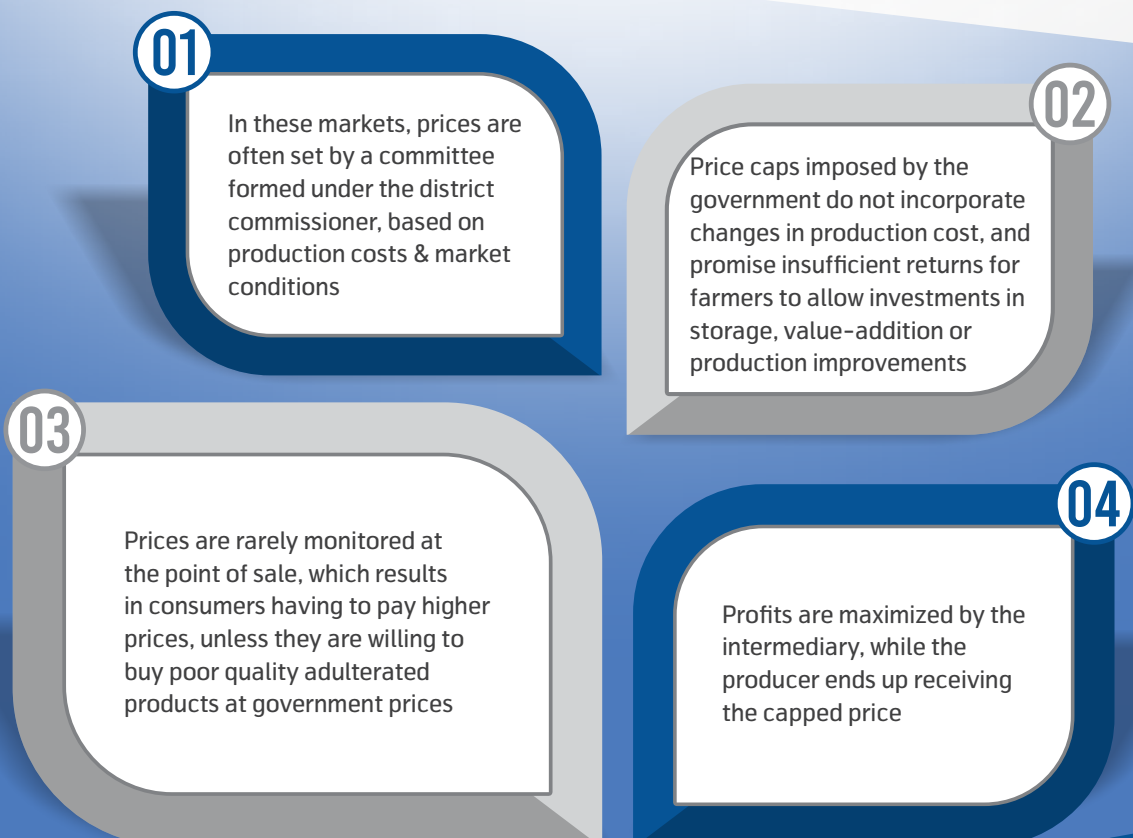 01
In these markets, prices are
often set by a committee
formed under the district
commissioner, based on
production costs & market
conditions
02
Price caps imposed by the
government do not incorporate
changes in production cost, and
promise insufficient returns for
farmers to allow investments in
storage, value-addition or
production improvements
03
Prices are rarely monitored at
the point of sale, which results
in consumers having to pay higher
prices, unless they are willing to
buy poor quality adulterated
products at government prices
04
Profits are maximized by the
intermediary, while the
producer ends up receiving
the capped price